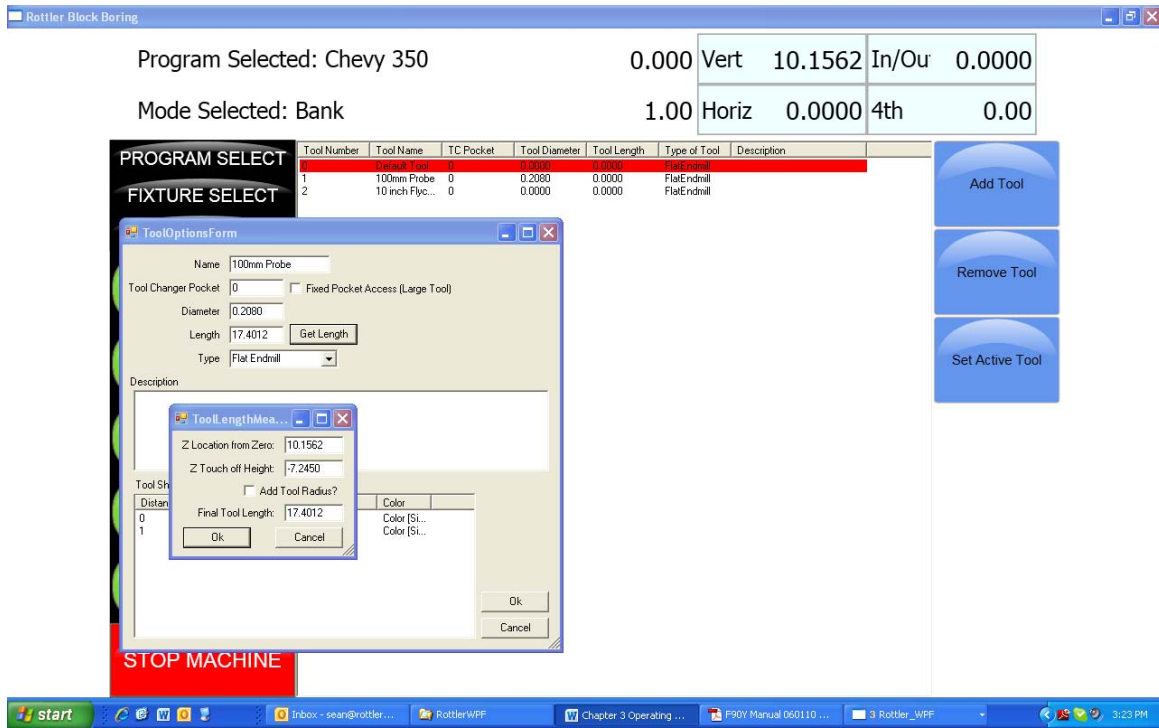 Rottler Block Boring
Program Selected: Chevy 350
0.000 Vert 10.1562 In/Ou 0.0000
Mode Selected: Bank
1.00 Horiz 0.0000 4th 0.00
PROGRAM SELECT
FIXTURE SELECT
Tool Number Tool Name TC Pocket Tool Diameter Tool Length Type of Tool Description
0 Default Tool 0 0.0000 0.0000 FlatEndmill
1 100mm Probe 0 0.2080 0.0000 FlatEndmill
2 10 inch Flyc... 0 0.0000 0.0000 FlatEndmill
Add Tool
Remove Tool
Set Active Tool
ToolOptionsForm
Name 100mm Probe
Tool Changer Pocket 0 Fixed Pocket Access (Large Tool)
Diameter 0.2080
Length 17.4012 Get Length
Type Flat Endmill
Description
ToolLengthMea...
Z Location from Zero: 10.1562
Z Touch off Height: -7.2450
Add Tool Radius?
Final Tool Length: 17.4012
Ok Cancel
Tool Sh
Distan Color
0 Color [Si...
1 Color [Si...
Ok
Cancel
STOP MACHINE
start
Inbox - sean@rottler... RottlerWPF Chapter 3 Operating ... F90Y Manual 060110 ... 3 Rottler_WPF 3:23 PM